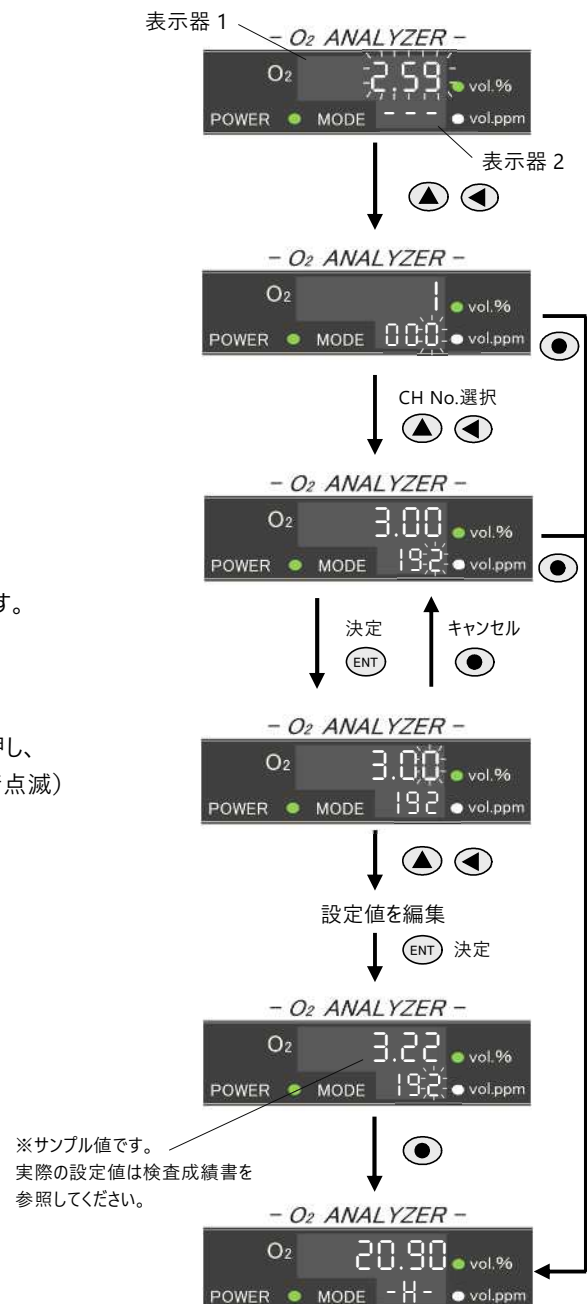 表示器 1
– O2 ANALYZER –
O2 2.59 vol.%
POWER MODE - - - vol.ppm
表示器 2
– O2 ANALYZER –
O2 1 vol.%
POWER MODE 000 vol.ppm
CH No.選択
– O2 ANALYZER –
O2 3.00 vol.%
POWER MODE 192 vol.ppm
す。
決定 キャンセル
ENT
押し、
点滅）
– O2 ANALYZER –
O2 3.00 vol.%
POWER MODE 192 vol.ppm
設定値を編集
ENT 決定
– O2 ANALYZER –
O2 3.22 vol.%
POWER MODE 192 vol.ppm
※サンプル値です。
実際の設定値は検査成績書を
参照してください。
– O2 ANALYZER –
O2 20.90 vol.%
POWER MODE -H- vol.ppm